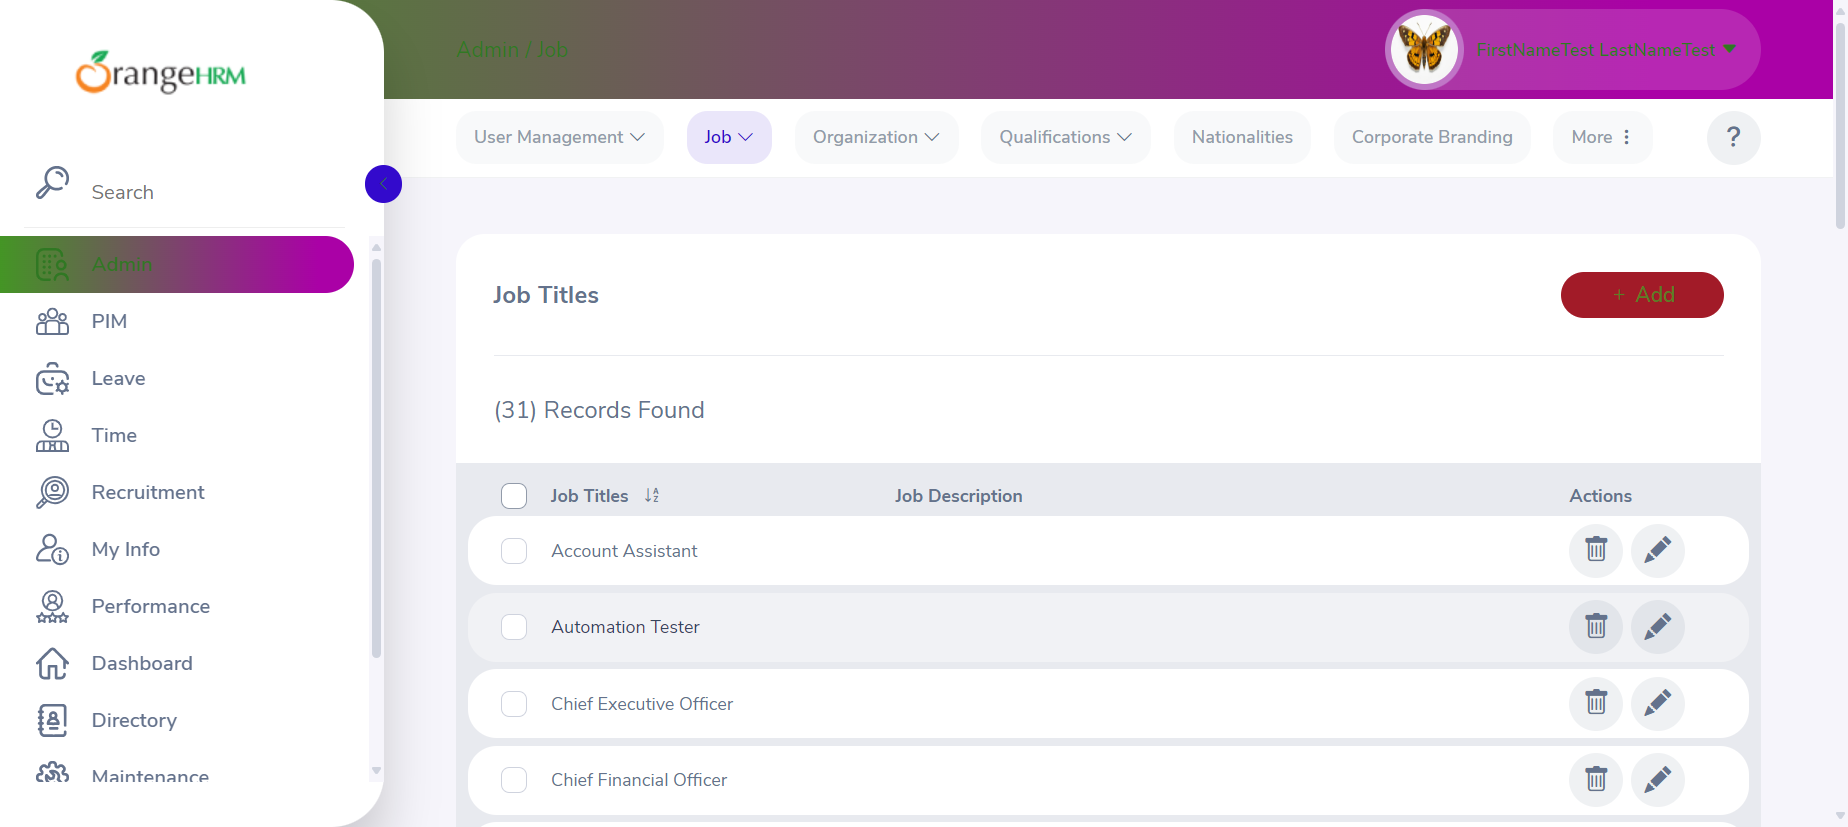 OrangeHRM
Search
Admin
PIM
Leave
Time
Recruitment
My Info
Performance
Dashboard
Directory
Maintenance
Admin / Job
FirstNameTest LastNameTest
User Management
Job
Organization
Qualifications
Nationalities
Corporate Branding
More
?
Job Titles
+ Add
(31) Records Found
Job Titles
Job Description
Actions
Account Assistant
Automation Tester
Chief Executive Officer
Chief Financial Officer